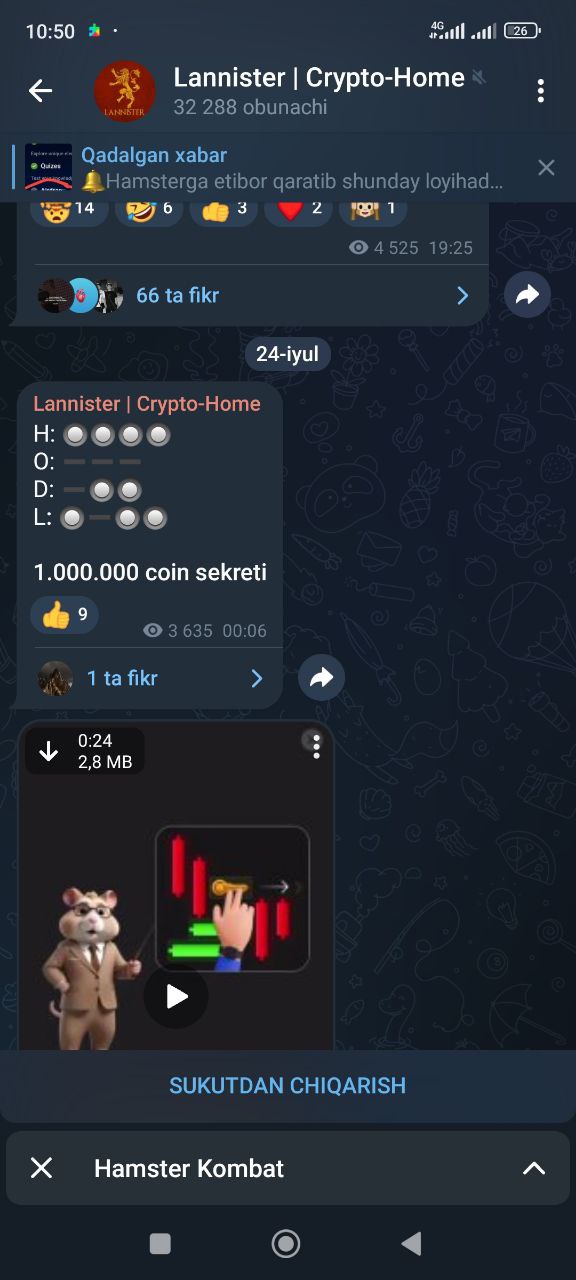 10:50
4G
26
Lannister | Crypto-Home
32 288 obunachi
LANNISTER
Qadalgan xabar
🔔Hamsterga etibor qaratib shunday loyihad...
Quizes
14
6
3
2
1
4 525 19:25
66 ta fikr
24-iyul
Lannister | Crypto-Home
H: ⚪⚪⚪⚪
O: ➖➖➖
D: ➖⚪⚪
L: ⚪➖⚪⚪
1.000.000 coin sekreti
9
3 635 00:06
1 ta fikr
0:24
2,8 MB
SUKUTDAN CHIQARISH
Hamster Kombat